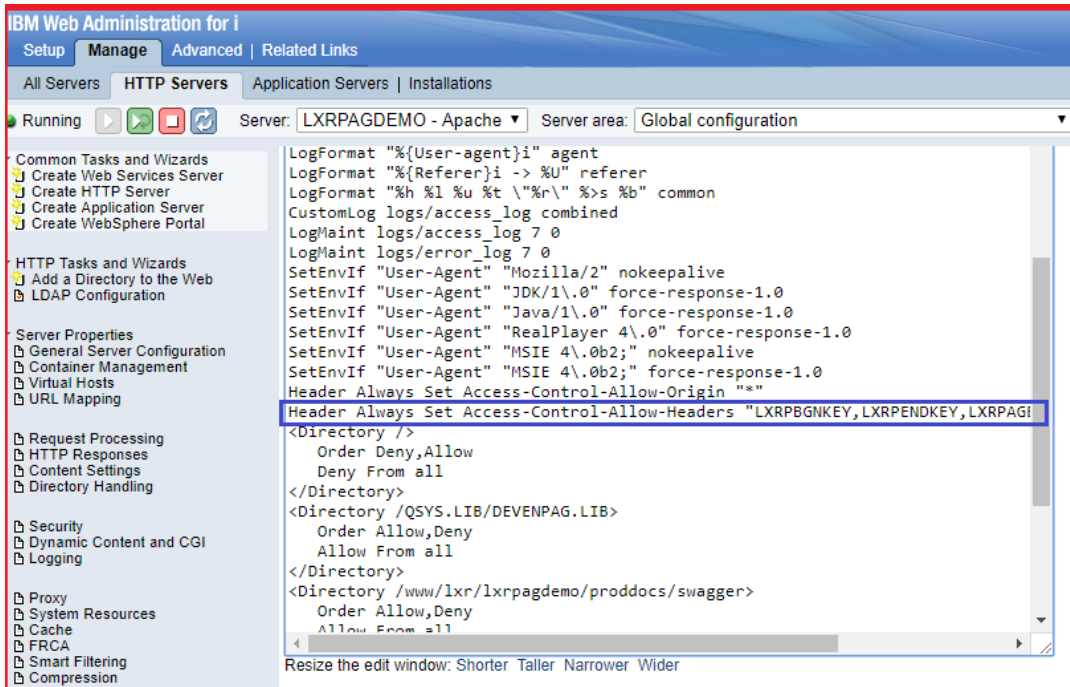 IBM Web Administration for i
Setup Manage Advanced | Related Links
All Servers HTTP Servers Application Servers | Installations
Running Server: LXRPAGDEMO - Apache Server area: Global configuration
Common Tasks and Wizards
Create Web Services Server
Create HTTP Server
Create Application Server
Create WebSphere Portal
HTTP Tasks and Wizards
Add a Directory to the Web
LDAP Configuration
Server Properties
General Server Configuration
Container Management
Virtual Hosts
URL Mapping
Request Processing
HTTP Responses
Content Settings
Directory Handling
Security
Dynamic Content and CGI
Logging
Proxy
System Resources
Cache
FRCA
Smart Filtering
Compression
LogFormat "%{User-agent}i" agent
LogFormat "%{Referer}i -> %U" referer
LogFormat "%h %l %u %t \"%r\" %>s %b" common
CustomLog logs/access_log combined
LogMaint logs/access_log 7 0
LogMaint logs/error_log 7 0
SetEnvIf "User-Agent" "Mozilla/2" nokeepalive
SetEnvIf "User-Agent" "JDK/1\.0" force-response-1.0
SetEnvIf "User-Agent" "Java/1\.0" force-response-1.0
SetEnvIf "User-Agent" "RealPlayer 4\.0" force-response-1.0
SetEnvIf "User-Agent" "MSIE 4\.0b2;" nokeepalive
SetEnvIf "User-Agent" "MSIE 4\.0b2;" force-response-1.0
Header Always Set Access-Control-Allow-Origin "*"
Header Always Set Access-Control-Allow-Headers "LXRPBGNKEY,LXRPENDKEY,LXRPAGE
<Directory />
Order Deny,Allow
Deny From all
</Directory>
<Directory /QSYS.LIB/DEVENPAG.LIB>
Order Allow,Deny
Allow From all
</Directory>
<Directory /www/lxr/lxrpagdemo/proddocs/swagger>
Order Allow,Deny
Allow From all
Resize the edit window: Shorter Taller Narrower Wider